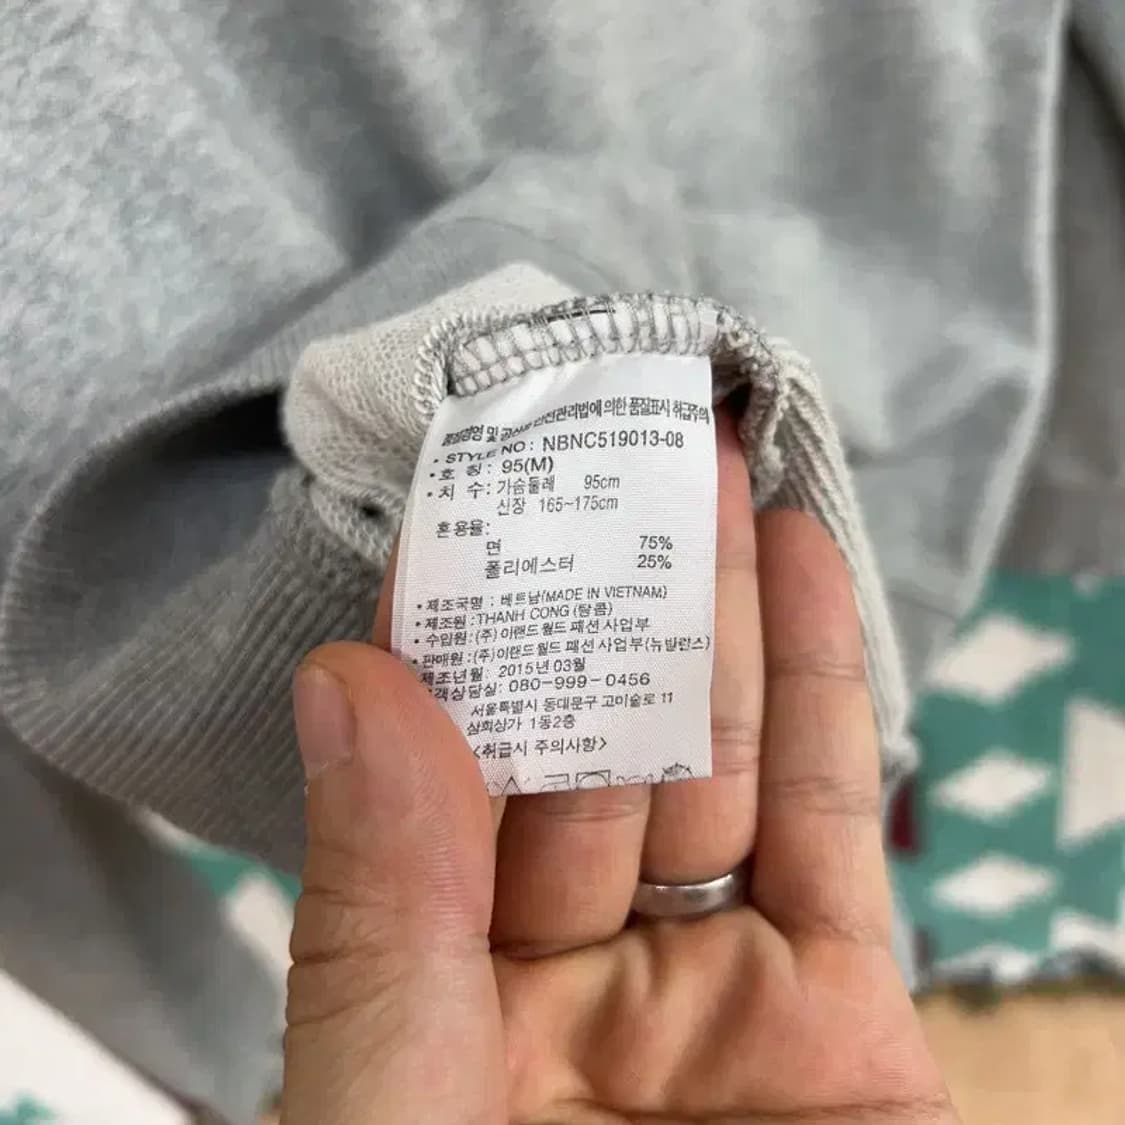 품질경영 및 공산품 안전관리법에 의한 품질표시 취급주의
• STYLE NO : NBNC519013-08
• 호 칭 : 95(M)
• 치 수 : 가슴둘레 95cm
신장 165~175cm
혼용율:
면 75%
폴리에스터 25%
• 제조국명 : 베트남(MADE IN VIETNAM)
• 제조원 : THANH CONG (탕콤)
• 수입원 : (주) 이랜드월드 패션 사업부
• 판매원 : (주)이랜드월드 패션 사업부(뉴발란스)
제조년월: 2015년 03월
고객상담실: 080-999-0456
서울특별시 동대문구 고미술로 11
삼희상가 1동2층
<취급시 주의사항>